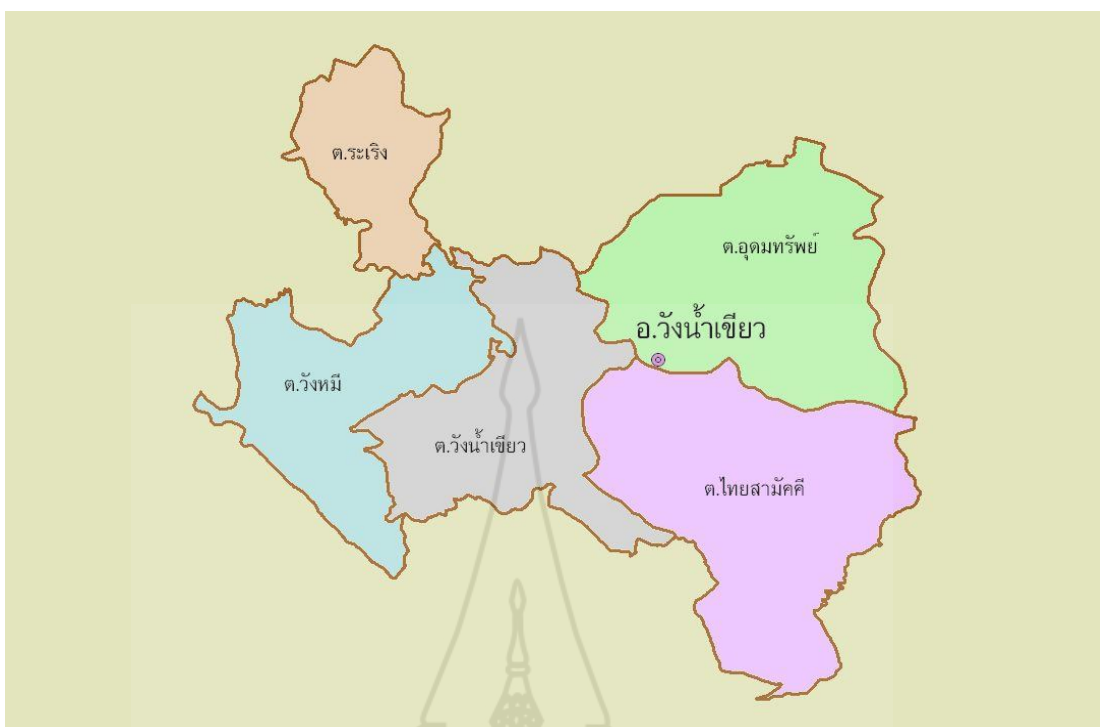 ต.ระเริง
ต.อุดมทรัพย์
อ.วังน้ำเขียว
ต.วังหมี
ต.วังน้ำเขียว
ต.ไทยสามัคคี